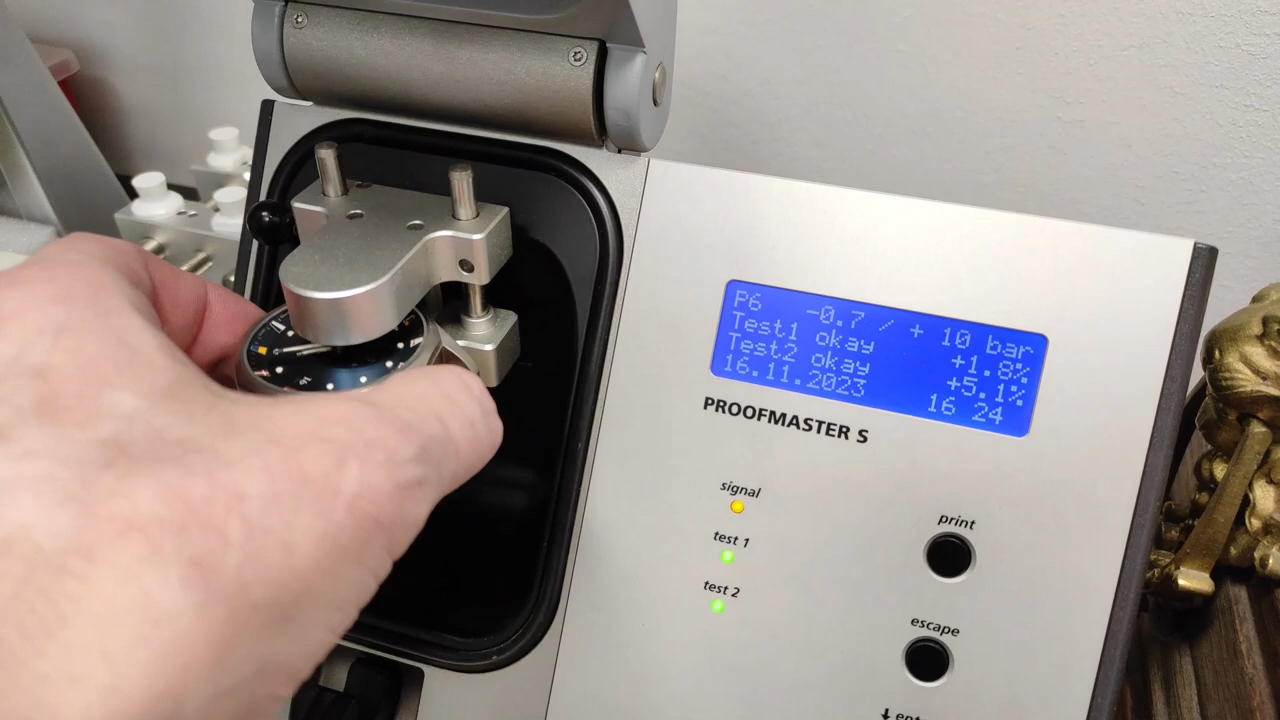 P6 -0.7 / + 10 bar
Test1 okay +1.8%
Test2 okay +5.1%
16.11.2023 16 24
PROOFMASTER S
signal
test 1
test 2
print
escape